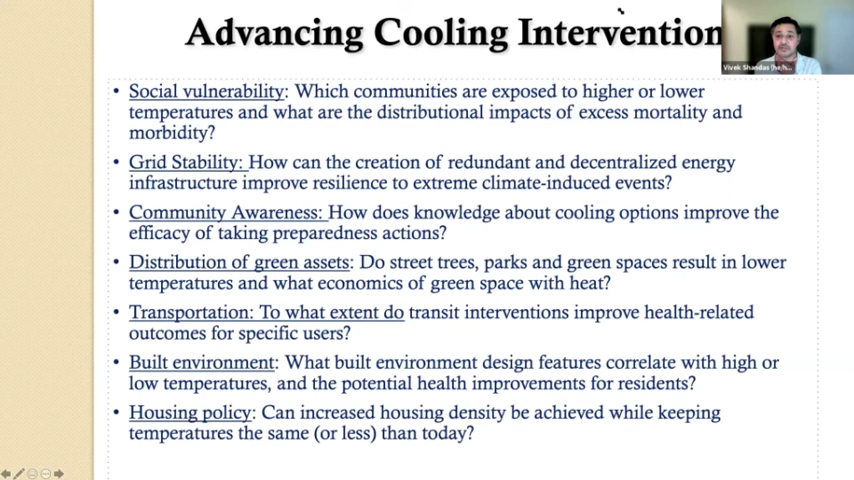 Advancing Cooling Intervention
Vivek Shandas (he/h...
• Social vulnerability: Which communities are exposed to higher or lower
temperatures and what are the distributional impacts of excess mortality and
morbidity?
• Grid Stability: How can the creation of redundant and decentralized energy
infrastructure improve resilience to extreme climate-induced events?
• Community Awareness: How does knowledge about cooling options improve the
efficacy of taking preparedness actions?
• Distribution of green assets: Do street trees, parks and green spaces result in lower
temperatures and what economics of green space with heat?
• Transportation: To what extent do transit interventions improve health-related
outcomes for specific users?
• Built environment: What built environment design features correlate with high or
low temperatures, and the potential health improvements for residents?
• Housing policy: Can increased housing density be achieved while keeping
temperatures the same (or less) than today?